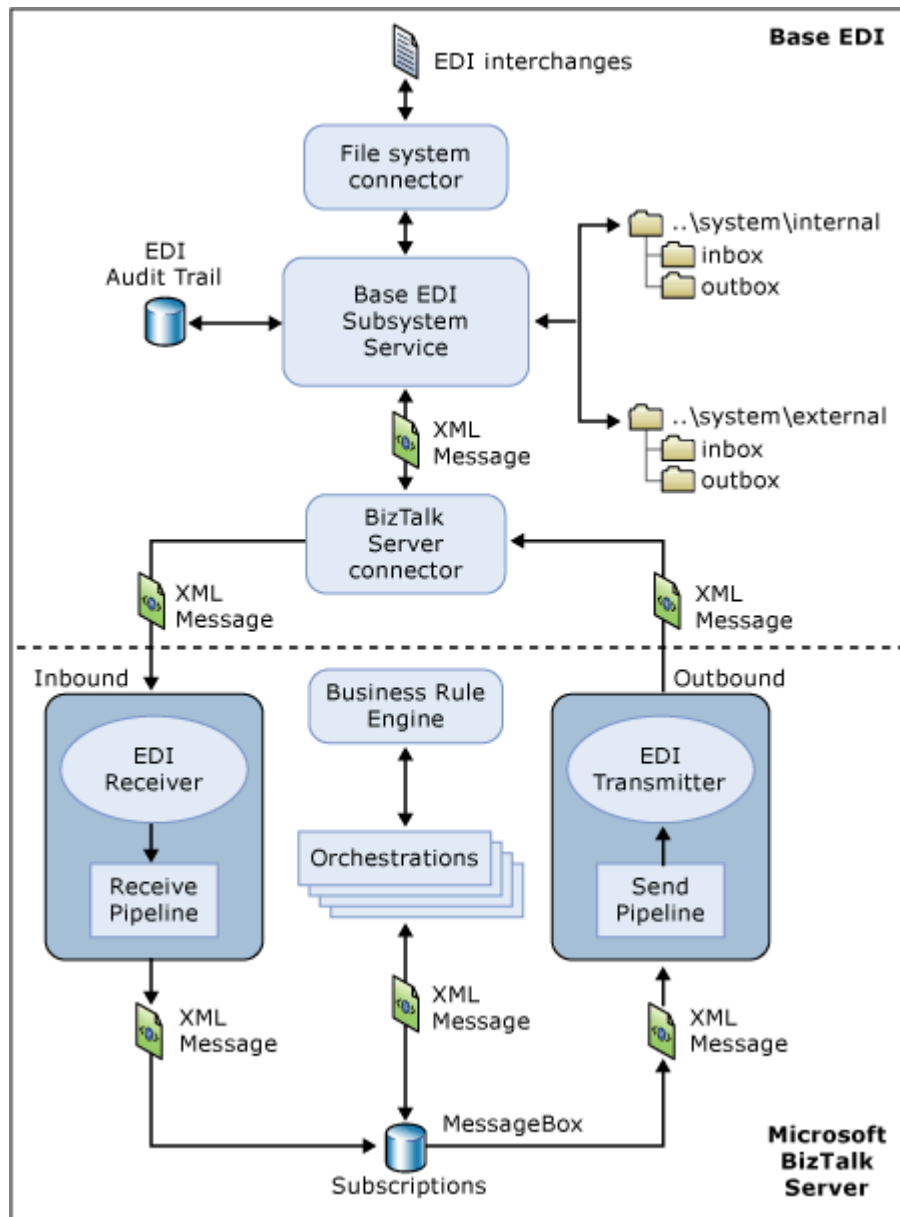 Base EDI
EDI interchanges
File system
connector
..\system\internal
inbox
outbox
EDI
Audit Trail
Base EDI
Subsystem
Service
..\system\external
inbox
outbox
XML
Message
BizTalk
Server
connector
XML
Message
XML
Message
Inbound
Outbound
Business Rule
Engine
EDI
Receiver
EDI
Transmitter
Orchestrations
Receive
Pipeline
Send
Pipeline
XML
Message
XML
Message
XML
Message
MessageBox
Subscriptions
Microsoft
BizTalk
Server